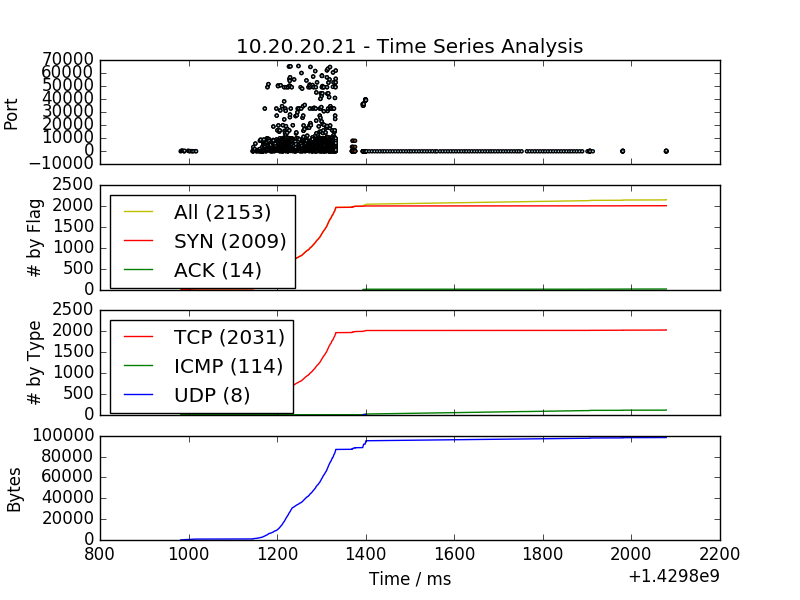 10.20.20.21 - Time Series Analysis
Port
70000
60000
50000
40000
30000
20000
10000
0
−10000
# by Flag
2500
2000
1500
1000
500
0
All (2153)
SYN (2009)
ACK (14)
# by Type
2500
2000
1500
1000
500
0
TCP (2031)
ICMP (114)
UDP (8)
Bytes
100000
80000
60000
40000
20000
0
800 1000 1200 1400 1600 1800 2000 2200
Time / ms
+1.4298e9